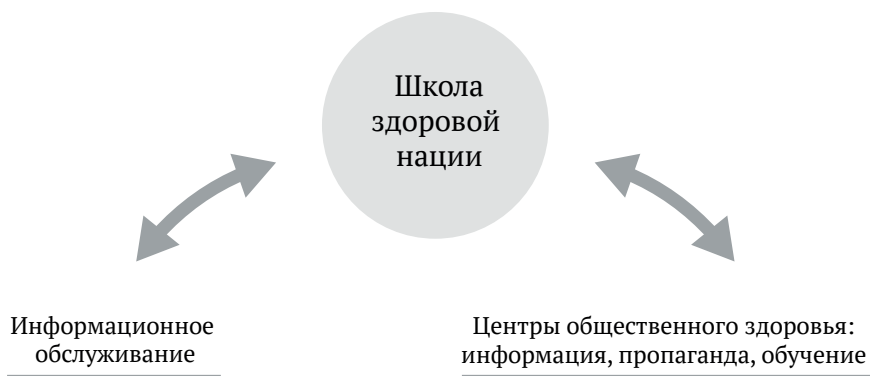 Школа
здоровой
нации
Информационное
обслуживание
Центры общественного здоровья:
информация, пропаганда, обучение